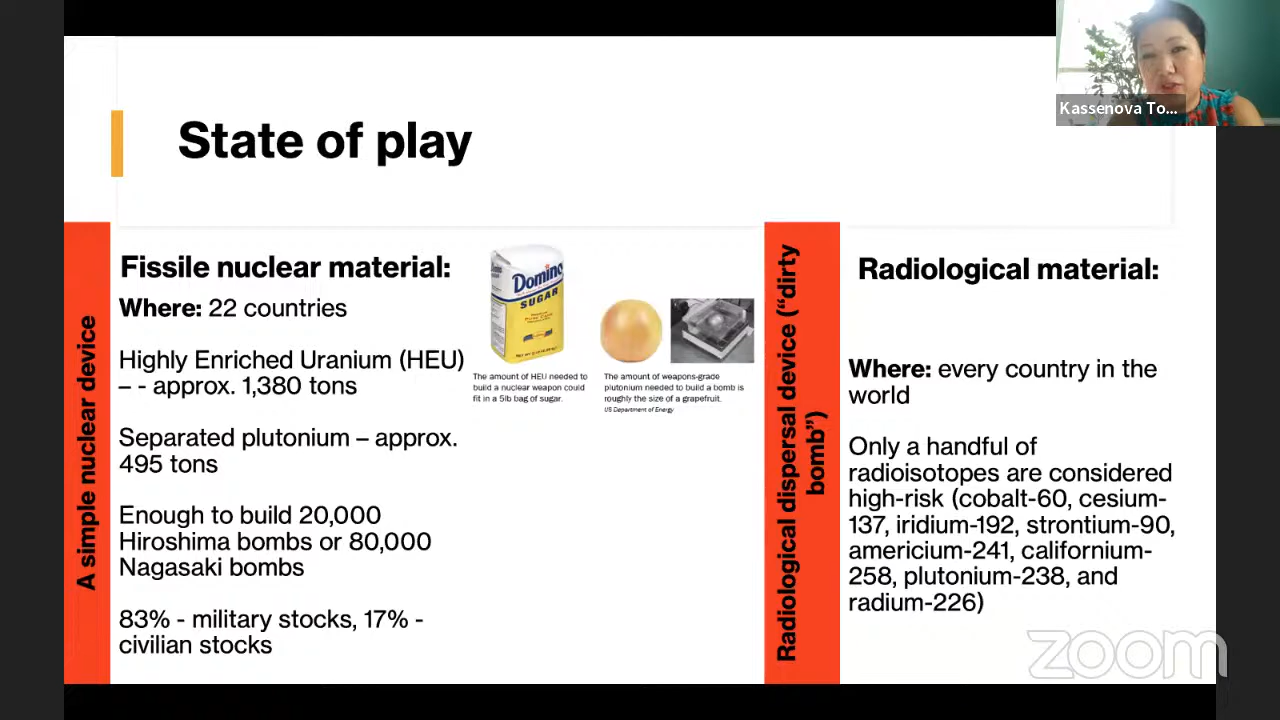 Kassenova To...
State of play
A simple nuclear device
Fissile nuclear material:
Where: 22 countries
Highly Enriched Uranium (HEU)
– - approx. 1,380 tons
Separated plutonium – approx.
495 tons
Enough to build 20,000
Hiroshima bombs or 80,000
Nagasaki bombs
83% - military stocks, 17% -
civilian stocks
Domino
SUGAR
The amount of HEU needed to
build a nuclear weapon could
fit in a 5lb bag of sugar.
The amount of weapons-grade
plutonium needed to build a bomb is
roughly the size of a grapefruit.
US Department of Energy
Radiological dispersal device (“dirty
bomb”)
Radiological material:
Where: every country in the
world
Only a handful of
radioisotopes are considered
high-risk (cobalt-60, cesium-
137, iridium-192, strontium-90,
americium-241, californium-
258, plutonium-238, and
radium-226)
zoom